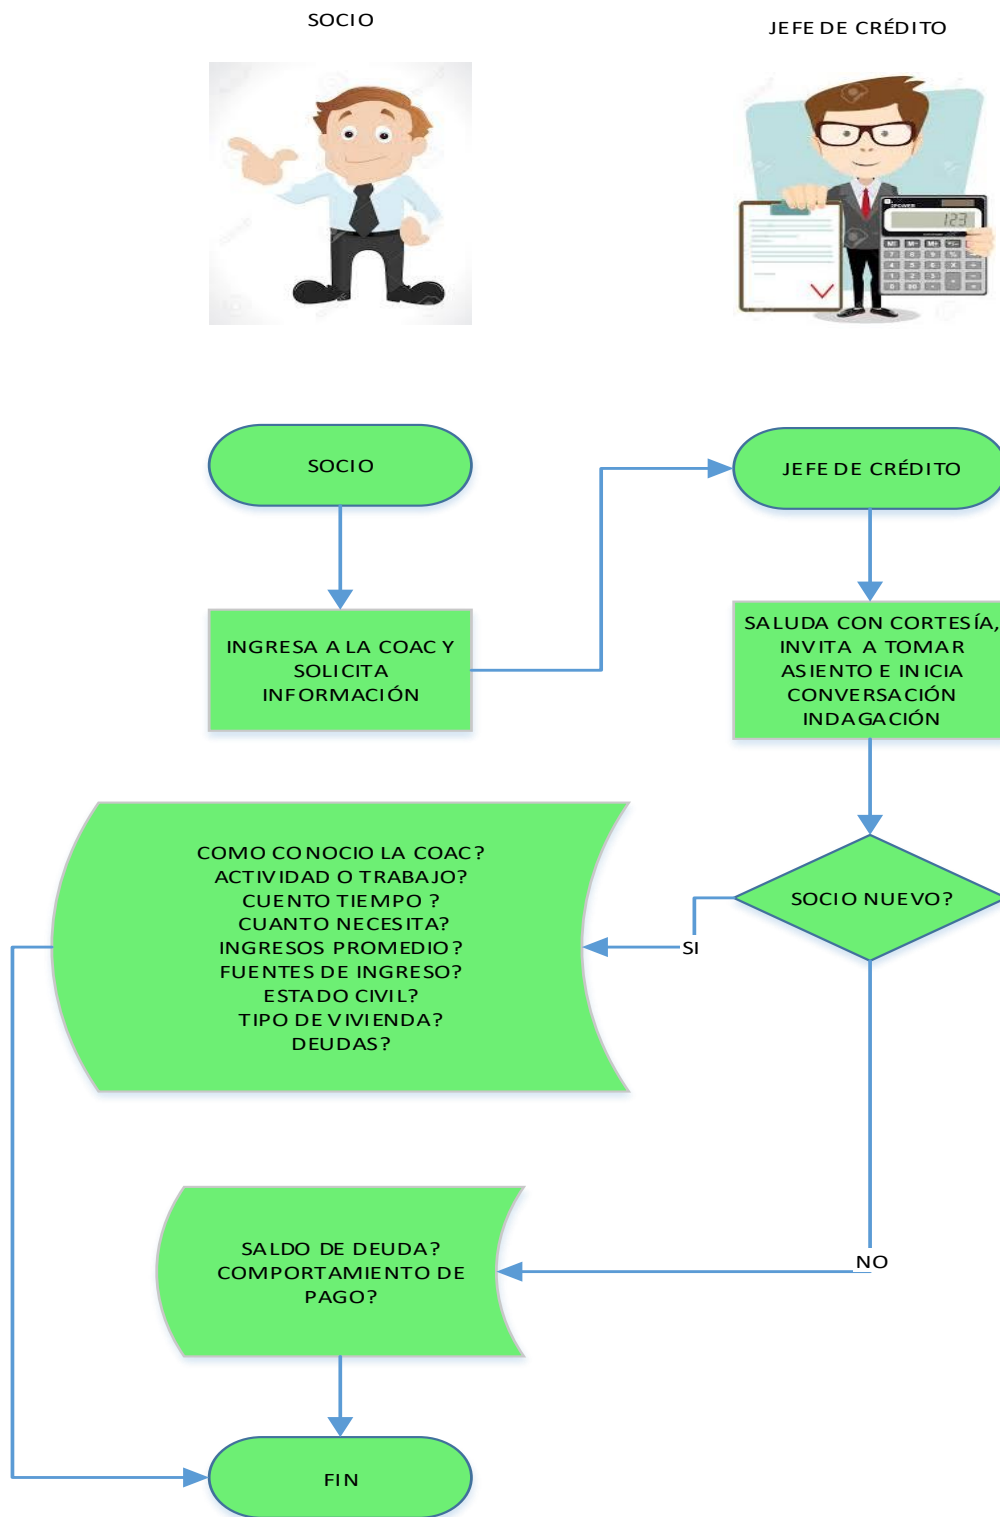 SOCIO
JEFE DE CRÉDITO
123
SOCIO
JEFE DE CRÉDITO
INGRESA A LA COAC Y
SOLICITA
INFORMACIÓN
SALUDA CON CORTESÍA,
INVITA A TOMAR
ASIENTO E INICIA
CONVERSACIÓN
INDAGACIÓN
COMO CONOCIO LA COAC?
ACTIVIDAD O TRABAJO?
CUENTO TIEMPO ?
CUANTO NECESITA?
INGRESOS PROMEDIO?
FUENTES DE INGRESO?
ESTADO CIVIL?
TIPO DE VIVIENDA?
DEUDAS?
SOCIO NUEVO?
SI
NO
SALDO DE DEUDA?
COMPORTAMIENTO DE
PAGO?
FIN